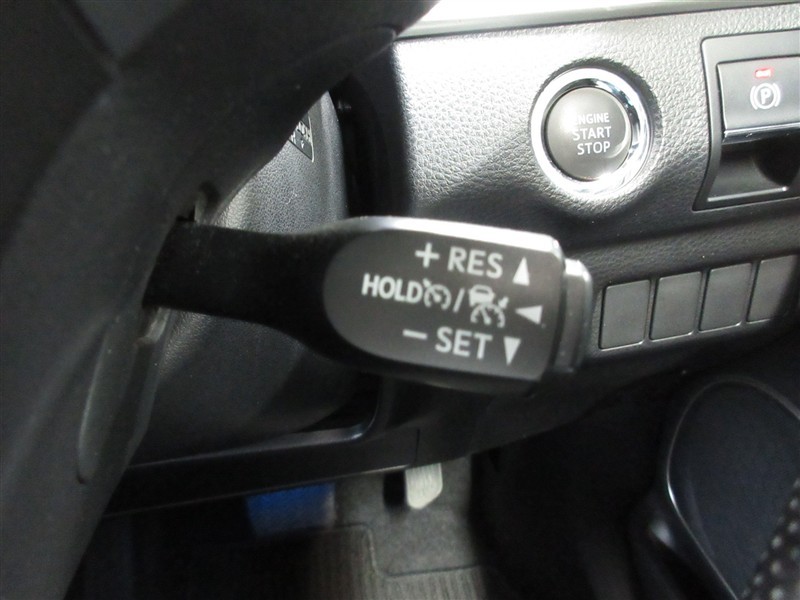 ENGINE
START
STOP
P
+ RES ▲
HOLD / ◀
− SET ▼